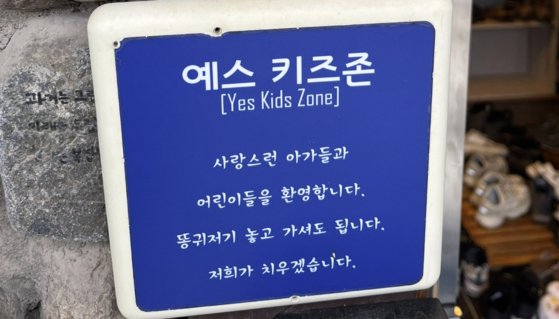 예스 키즈존
[Yes Kids Zone]
사랑스런 아가들과
어린이들을 환영합니다.
똥귀저기 놓고 가셔도 됩니다.
저희가 치우겠습니다.